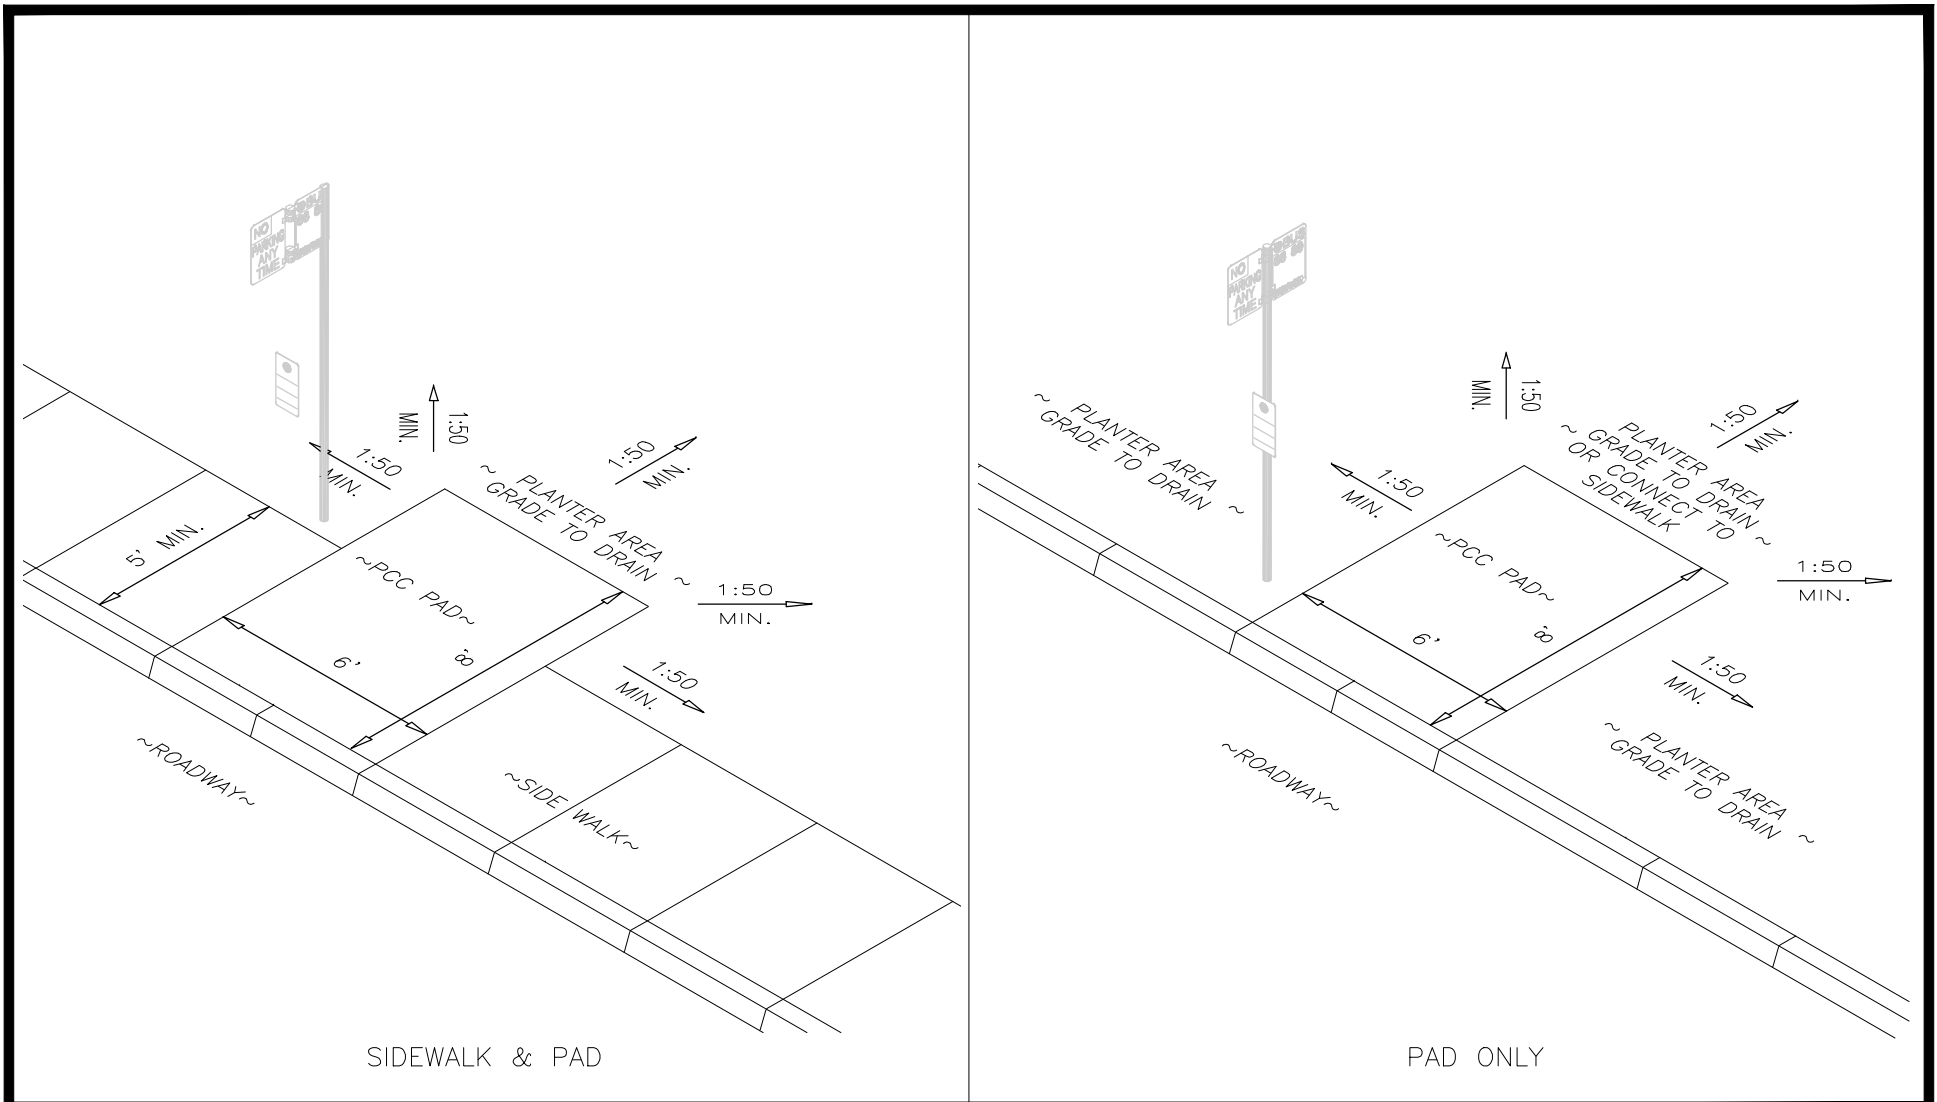 NO
PARKING
ANY
TIME
1:50
MIN.
1:50
MIN.
1:50
MIN.
~ PLANTER AREA
GRADE TO DRAIN ~
5' MIN.
~PCC PAD~
1:50
MIN.
6'
8'
1:50
MIN.
~ROADWAY~
~SIDE WALK~
SIDEWALK & PAD
NO
PARKING
ANY
TIME
BUS
~ PLANTER AREA
GRADE TO DRAIN ~
1:50
MIN.
1:50
MIN.
1:50
MIN.
PLANTER AREA
~ GRADE TO DRAIN
OR CONNECT TO ~
SIDEWALK
~PCC PAD~
1:50
MIN.
6'
8'
1:50
MIN.
~ROADWAY~
~ PLANTER AREA
GRADE TO DRAIN ~
PAD ONLY